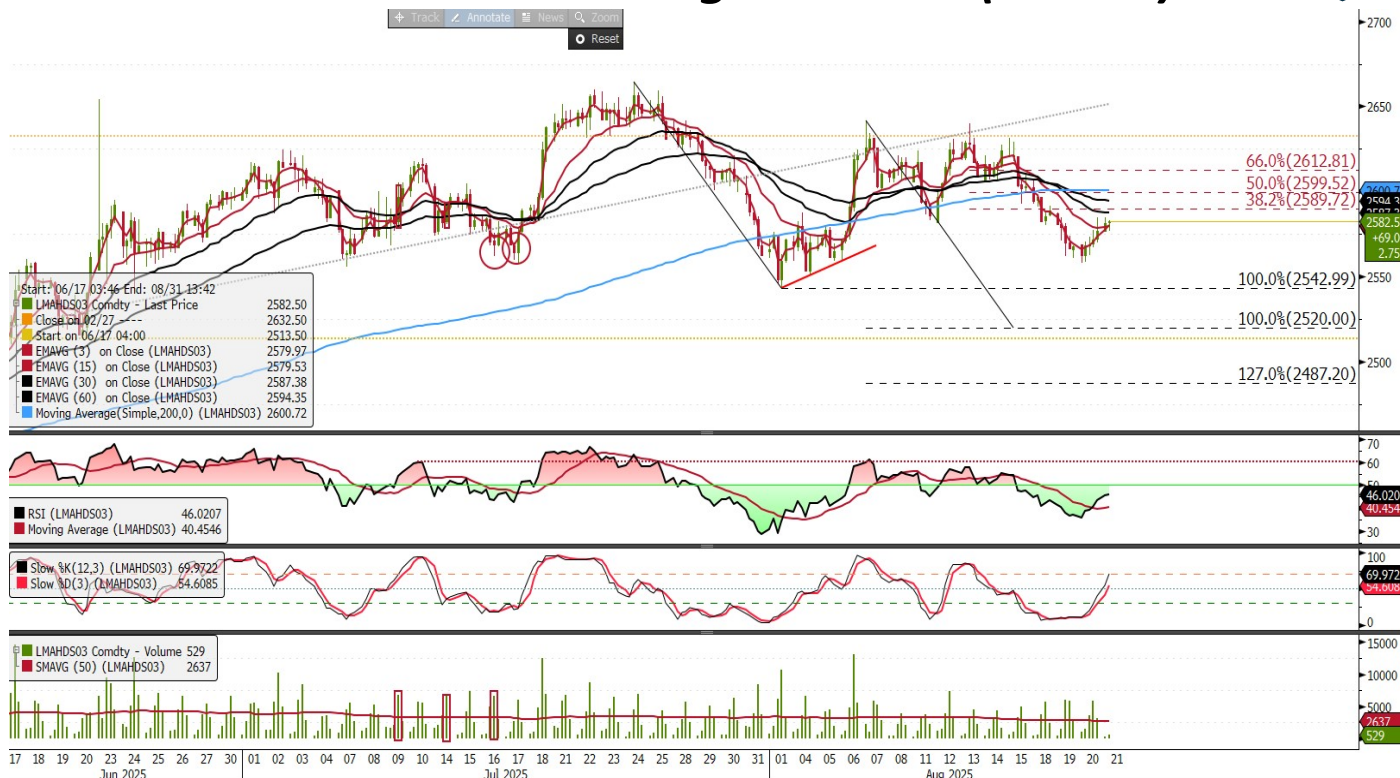 Track Annotate News Zoom
Reset
2700
2650
66.0%(2612.81)
50.0%(2599.52)
38.2%(2589.72)
2594.3
2582.5
+69.0
2.75
2550
100.0%(2542.99)
100.0%(2520.00)
2500
127.0%(2487.20)
Start: 06/17 03:46 End: 08/31 13:42
LMAHDS03 Comdty - Last Price 2582.50
Close on 02/27 ---- 2632.50
Start on 06/17 04:00 2513.50
EMAVG (3) on Close (LMAHDS03) 2579.97
EMAVG (15) on Close (LMAHDS03) 2579.53
EMAVG (30) on Close (LMAHDS03) 2587.38
EMAVG (60) on Close (LMAHDS03) 2594.35
Moving Average(Simple,200,0) (LMAHDS03) 2600.72
70
60
46.020
40.454
30
RSI (LMAHDS03) 46.0207
Moving Average (LMAHDS03) 40.4546
100
69.972
54.608
0
Slow %K(12,3) (LMAHDS03) 69.9722
Slow %D(3) (LMAHDS03) 54.6085
15000
10000
5000
2637
529
LMAHDS03 Comdty - Volume 529
SMAVG (50) (LMAHDS03) 2637
17 18 19 20 23 24 25 26 27 30 01 02 03 04 07 08 09 10 14 15 16 17 18 21 22 23 24 25 28 29 30 31 01 04 05 06 07 08 11 12 13 14 15 18 19 20 21
Jun 2025 Jul 2025 Aug 2025